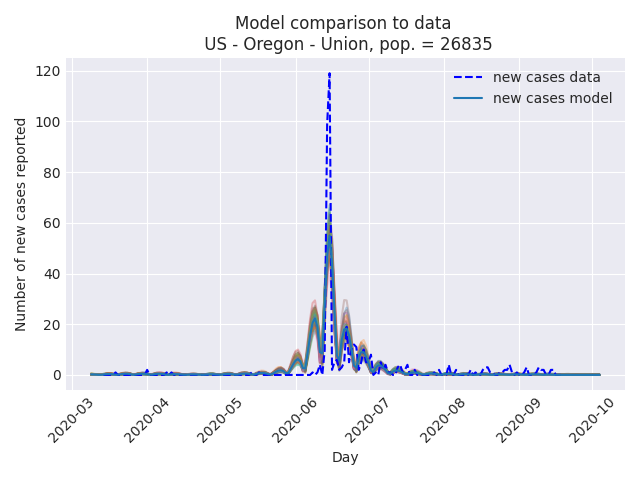 Model comparison to data
US - Oregon - Union, pop. = 26835
new cases data
new cases model
Number of new cases reported
120
100
80
60
40
20
0
2020-03
2020-04
2020-05
2020-06
2020-07
2020-08
2020-09
2020-10
Day